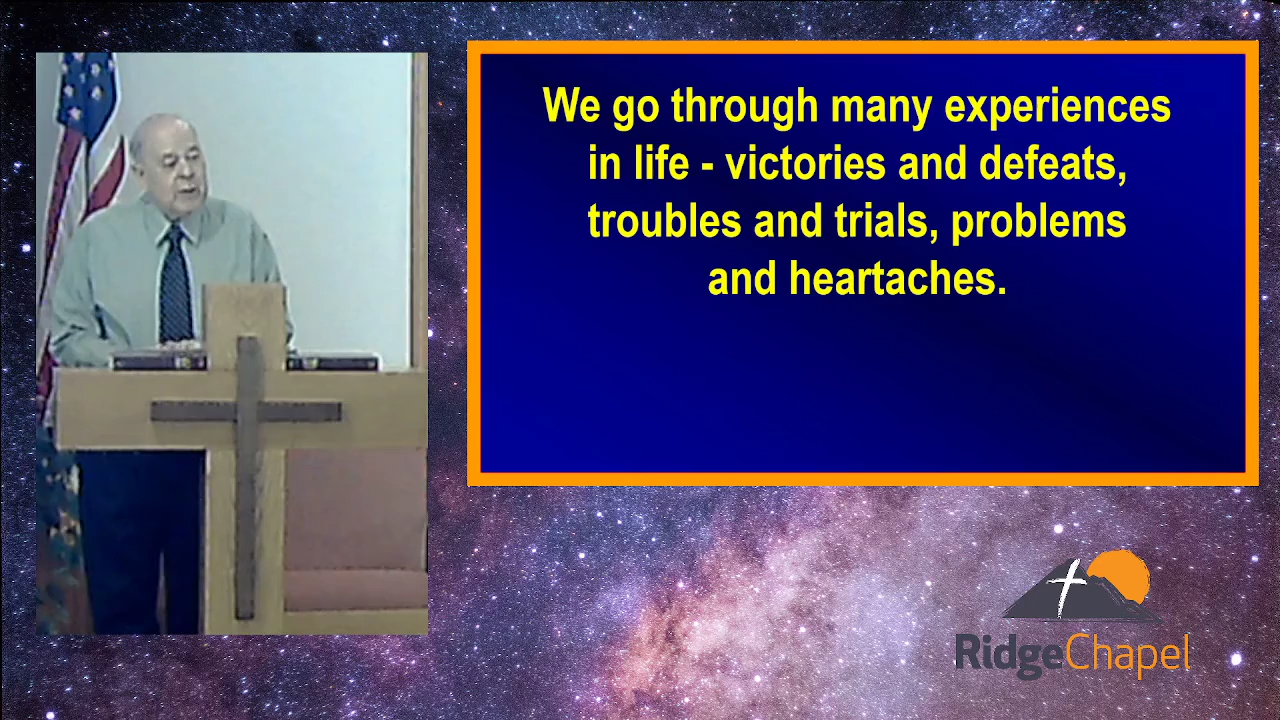 We go through many experiences
in life - victories and defeats,
troubles and trials, problems
and heartaches.
RidgeChapel